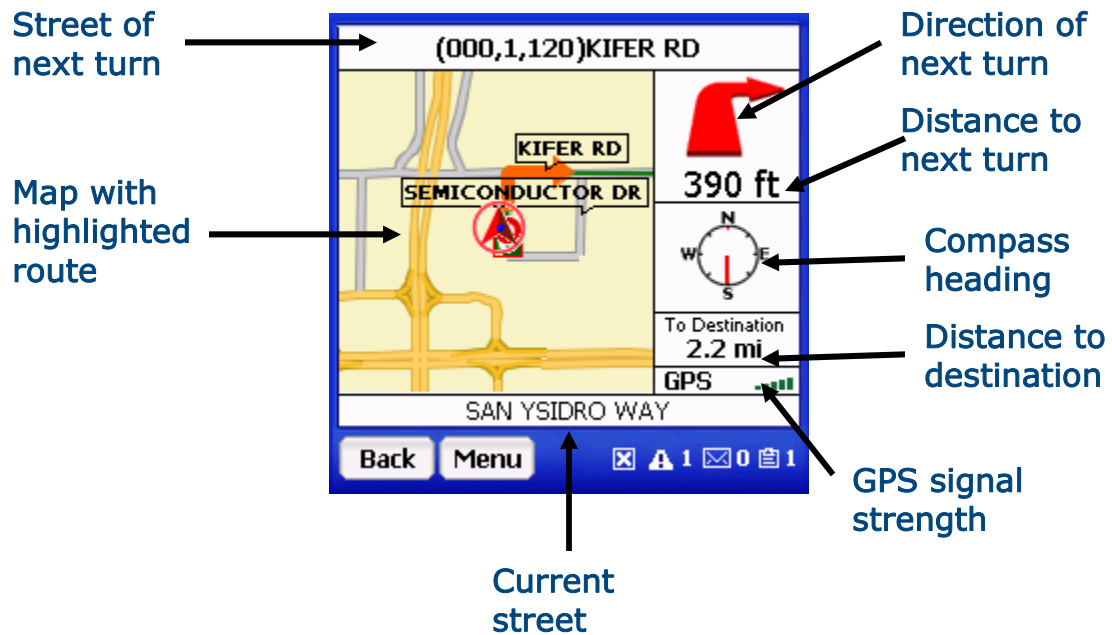 Street of
next turn
(000,1,120)KIFER RD
Direction of
next turn
KIFER RD
SEMICONDUCTOR DR
390 ft
Distance to
next turn
Map with
highlighted
route
N
W
E
S
Compass
heading
To Destination
2.2 mi
Distance to
destination
GPS
SAN YSIDRO WAY
Back
Menu
1
0
1
GPS signal
strength
Current
street